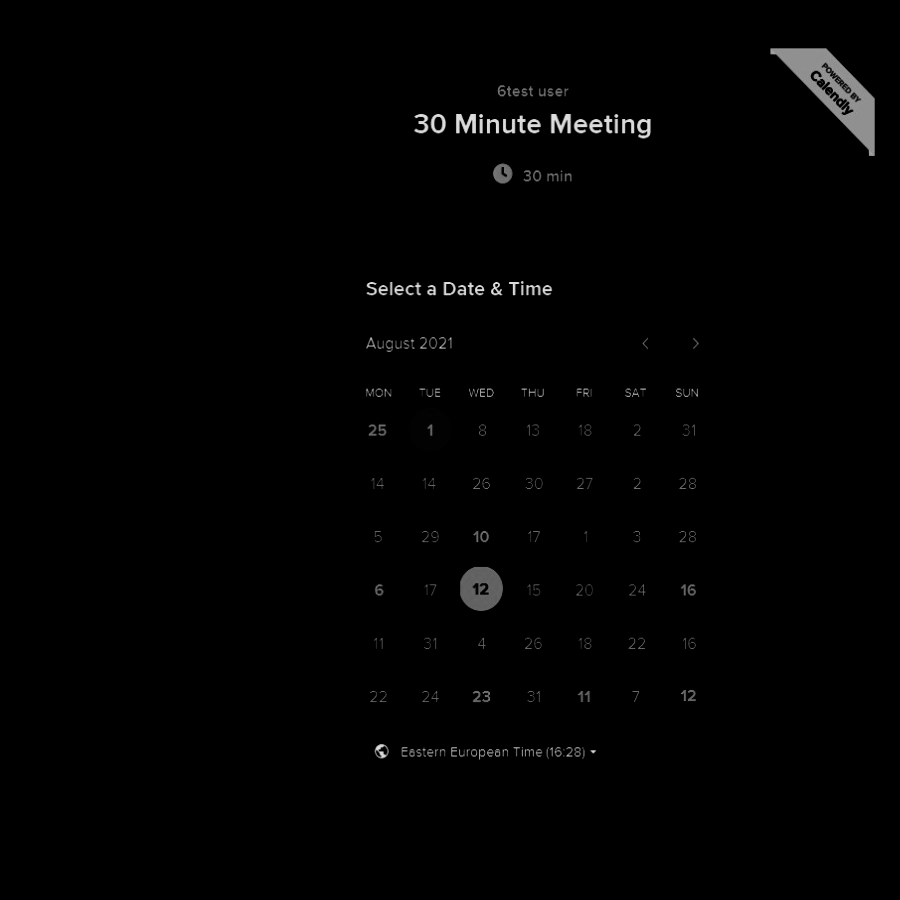 POWERED BY
Calendly
6test user
30 Minute Meeting
30 min
Select a Date & Time
August 2021
MON TUE WED THU FRI SAT SUN
25 1 8 13 18 2 31
14 14 26 30 27 2 28
5 29 10 17 1 3 28
6 17 12 15 20 24 16
11 31 4 26 18 22 16
22 24 23 31 11 7 12
Eastern European Time (16:28)